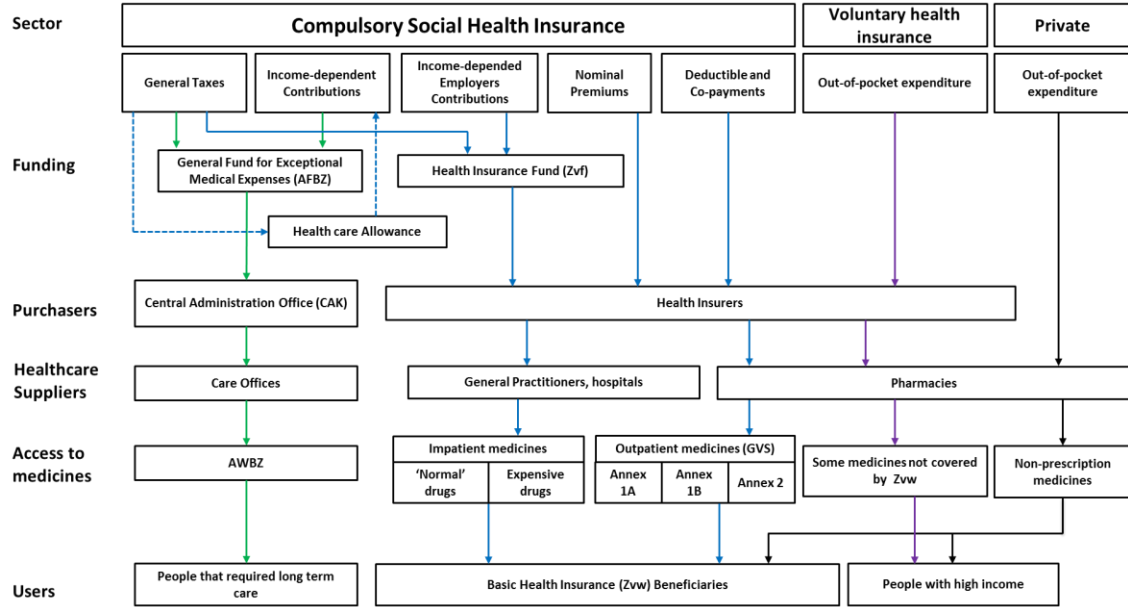 Sector
Compulsory Social Health Insurance
Voluntary health
insurance
Private
General Taxes
Income-dependent
Contributions
Income-depended
Employers
Contributions
Nominal
Premiums
Deductible and
Co-payments
Out-of-pocket expenditure
Out-of-pocket
expenditure
Funding
General Fund for Exceptional
Medical Expenses (AFBZ)
Health Insurance Fund (Zvf)
Health care Allowance
Purchasers
Central Administration Office (CAK)
Health Insurers
Healthcare
Suppliers
Care Offices
General Practitioners, hospitals
Pharmacies
Access to
medicines
AWBZ
Impatient medicines
‘Normal’
drugs
Expensive
drugs
Outpatient medicines (GVS)
Annex
1A
Annex
1B
Annex 2
Some medicines not covered
by Zvw
Non-prescription
medicines
Users
People that required long term
care
Basic Health Insurance (Zvw) Beneficiaries
People with high income